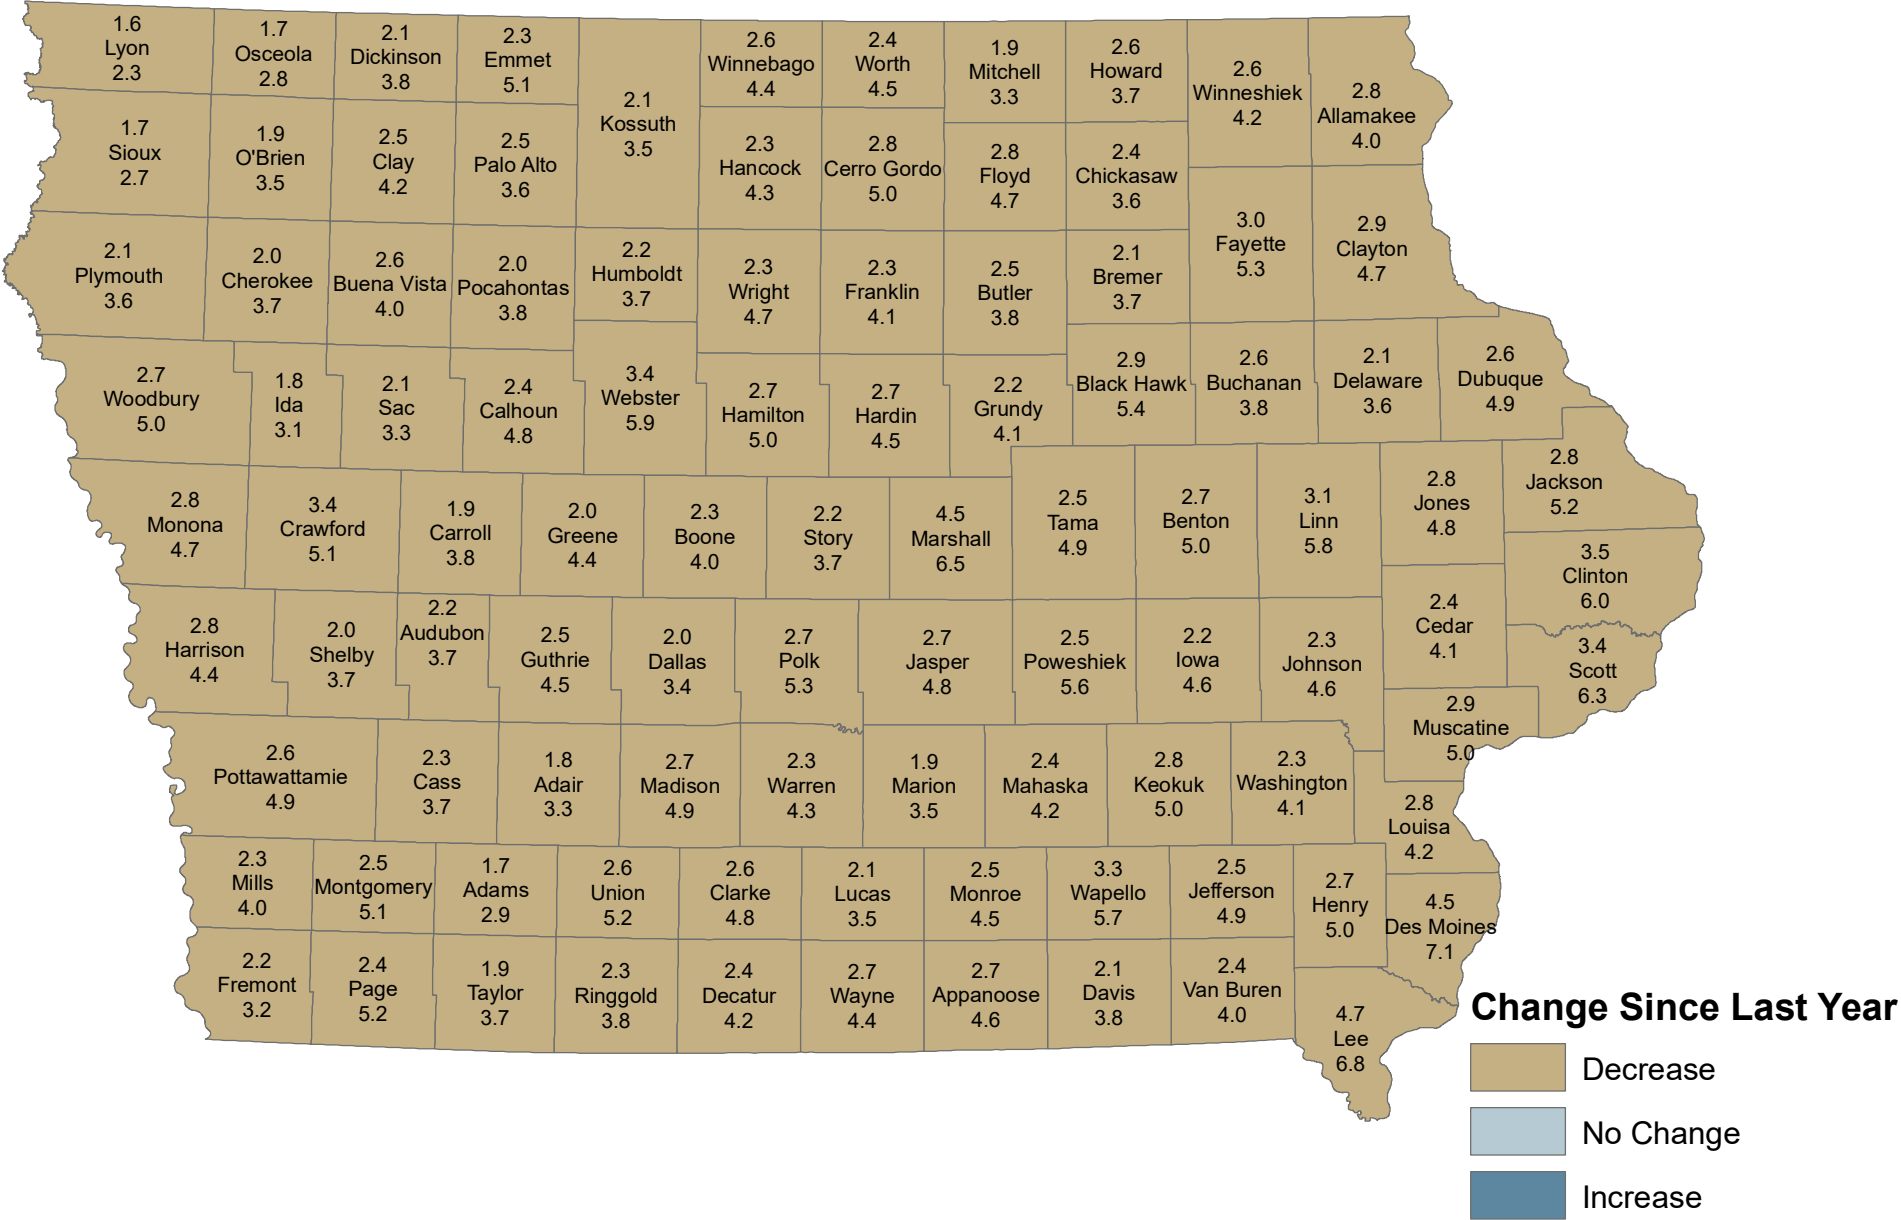 1.6
Lyon
2.3
1.7
Osceola
2.8
2.1
Dickinson
3.8
2.3
Emmet
5.1
2.1
Kossuth
3.5
2.6
Winnebago
4.4
2.4
Worth
4.5
1.9
Mitchell
3.3
2.6
Howard
3.7
2.6
Winneshiek
4.2
2.8
Allamakee
4.0
1.7
Sioux
2.7
1.9
O'Brien
3.5
2.5
Clay
4.2
2.5
Palo Alto
3.6
2.3
Hancock
4.3
2.8
Cerro Gordo
5.0
2.8
Floyd
4.7
2.4
Chickasaw
3.6
3.0
Fayette
5.3
2.9
Clayton
4.7
2.1
Plymouth
3.6
2.0
Cherokee
3.7
2.6
Buena Vista
4.0
2.0
Pocahontas
3.8
2.2
Humboldt
3.7
2.3
Wright
4.7
2.3
Franklin
4.1
2.5
Butler
3.8
2.1
Bremer
3.7
2.7
Woodbury
5.0
1.8
Ida
3.1
2.1
Sac
3.3
2.4
Calhoun
4.8
3.4
Webster
5.9
2.7
Hamilton
5.0
2.7
Hardin
4.5
2.2
Grundy
4.1
2.9
Black Hawk
5.4
2.6
Buchanan
3.8
2.1
Delaware
3.6
2.6
Dubuque
4.9
2.8
Monona
4.7
3.4
Crawford
5.1
1.9
Carroll
3.8
2.0
Greene
4.4
2.3
Boone
4.0
2.2
Story
3.7
4.5
Marshall
6.5
2.5
Tama
4.9
2.7
Benton
5.0
3.1
Linn
5.8
2.8
Jones
4.8
2.8
Jackson
5.2
3.5
Clinton
6.0
2.8
Harrison
4.4
2.0
Shelby
3.7
2.2
Audubon
3.7
2.5
Guthrie
4.5
2.0
Dallas
3.4
2.7
Polk
5.3
2.7
Jasper
4.8
2.5
Poweshiek
5.6
2.2
Iowa
4.6
2.3
Johnson
4.6
2.4
Cedar
4.1
3.4
Scott
6.3
2.9
Muscatine
5.0
2.6
Pottawattamie
4.9
2.3
Cass
3.7
1.8
Adair
3.3
2.7
Madison
4.9
2.3
Warren
4.3
1.9
Marion
3.5
2.4
Mahaska
4.2
2.8
Keokuk
5.0
2.3
Washington
4.1
2.8
Louisa
4.2
2.3
Mills
4.0
2.5
Montgomery
5.1
1.7
Adams
2.9
2.6
Union
5.2
2.6
Clarke
4.8
2.1
Lucas
3.5
2.5
Monroe
4.5
3.3
Wapello
5.7
2.5
Jefferson
4.9
2.7
Henry
5.0
4.5
Des Moines
7.1
2.2
Fremont
3.2
2.4
Page
5.2
1.9
Taylor
3.7
2.3
Ringgold
3.8
2.4
Decatur
4.2
2.7
Wayne
4.4
2.7
Appanoose
4.6
2.1
Davis
3.8
2.4
Van Buren
4.0
4.7
Lee
6.8
Change Since Last Year
Decrease
No Change
Increase